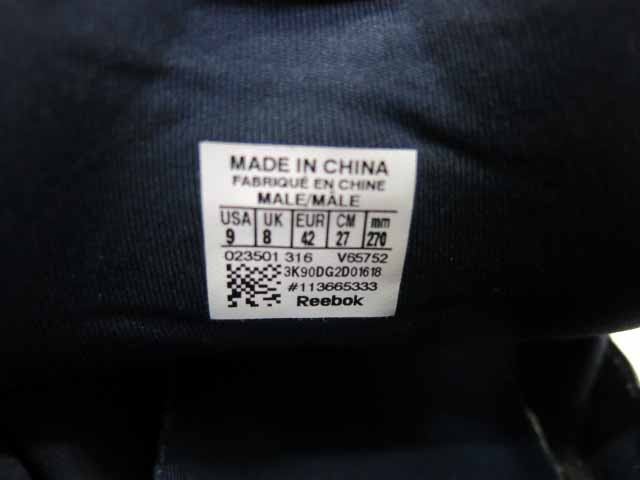 MADE IN CHINA
FABRIQUÉ EN CHINE
MALE/MÂLE
USA UK EUR CM mm
9 8 42 27 270
023501 316 V65752
3K90DG2D01618
#113665333
Reebok